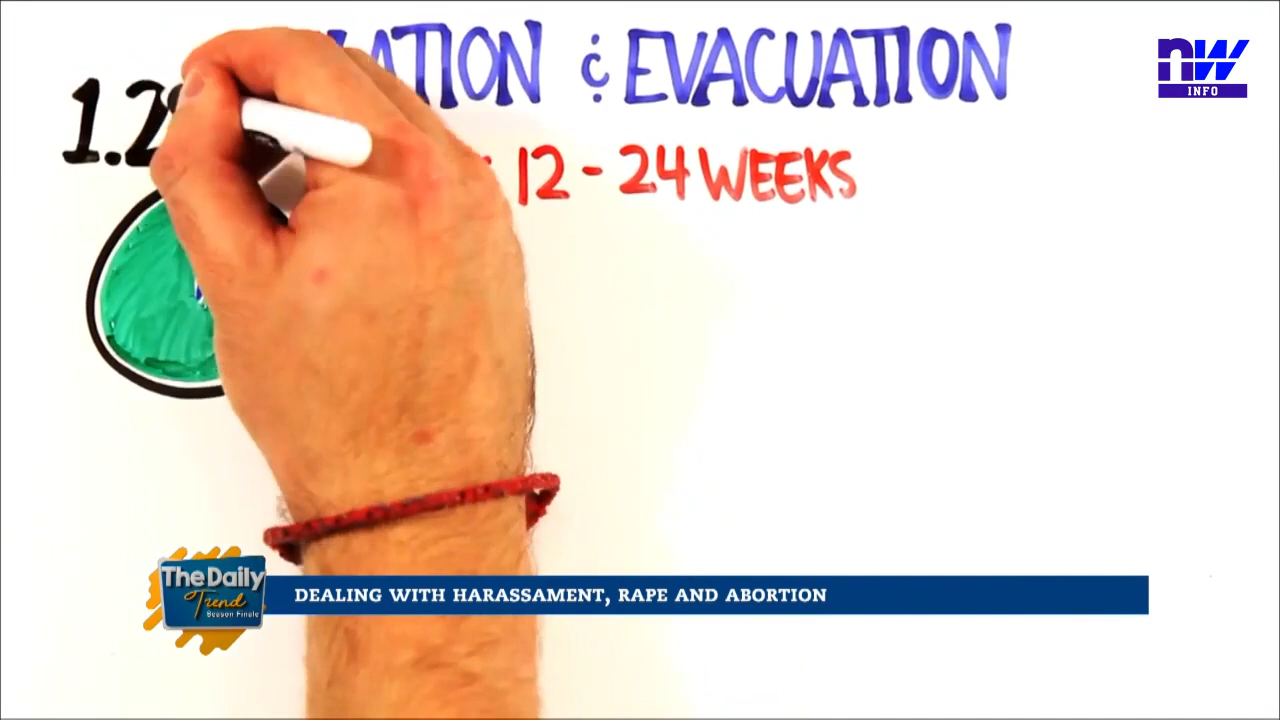 ATION & EVACUATION
1.2
12-24 WEEKS
nw
INFO
The Daily
Trend
Season Finale
DEALING WITH HARASSAMENT, RAPE AND ABORTION